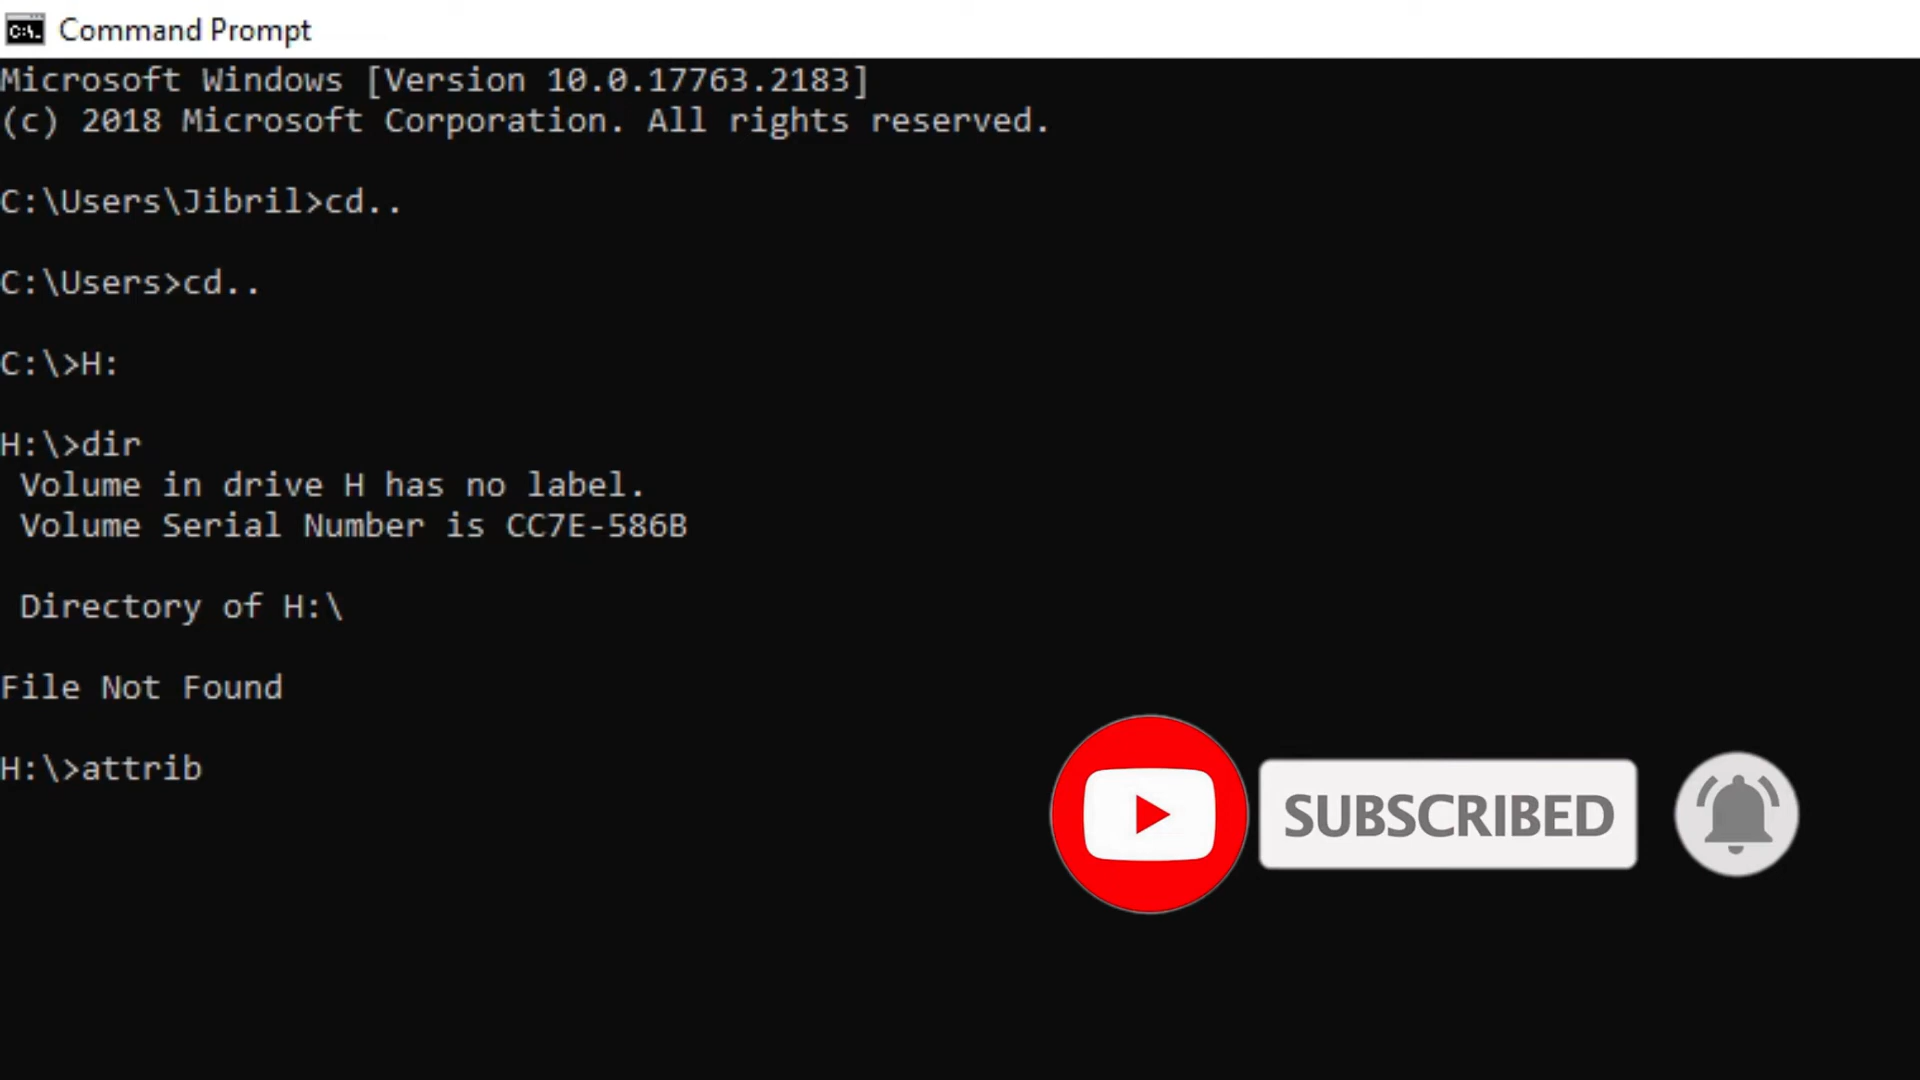 Command Prompt
Microsoft Windows [Version 10.0.17763.2183]
(c) 2018 Microsoft Corporation. All rights reserved.
C:\Users\Jibril>cd..
C:\Users>cd..
C:\>H:
H:\>dir
Volume in drive H has no label.
Volume Serial Number is CC7E-586B
Directory of H:\
File Not Found
H:\>attrib
SUBSCRIBED